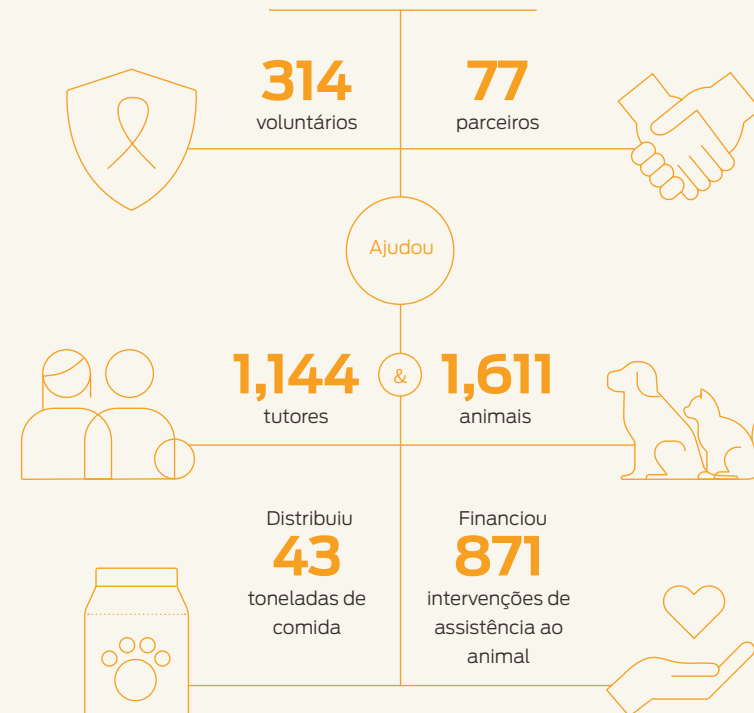 314
voluntários
77
parceiros
Ajudou
1,144
tutores
&
1,611
animais
Distribuiu
43
toneladas de
comida
Financiou
871
intervenções de
assistência ao
animal